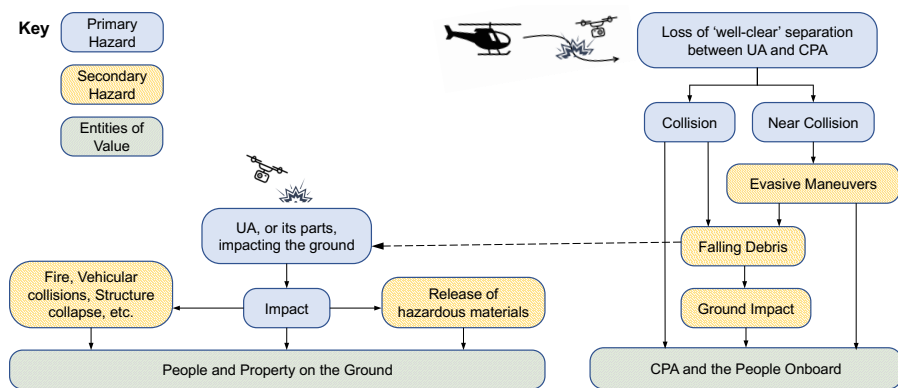 Key
Primary
Hazard
Secondary
Hazard
Entities of
Value
Loss of ‘well-clear’ separation
between UA and CPA
Collision
Near Collision
Evasive Maneuvers
Falling Debris
Ground Impact
CPA and the People Onboard
UA, or its parts,
impacting the ground
Fire, Vehicular
collisions, Structure
collapse, etc.
Impact
Release of
hazardous materials
People and Property on the Ground